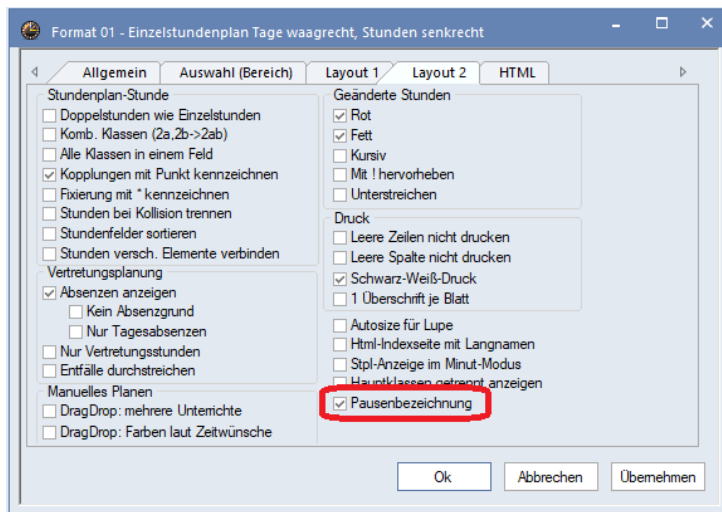 Format 01 - Einzelstundenplan Tage waagrecht, Stunden senkrecht
Allgemein
Auswahl (Bereich)
Layout 1
Layout 2
HTML
Stundenplan-Stunde
Doppelstunden wie Einzelstunden
Komb. Klassen (2a,2b->2ab)
Alle Klassen in einem Feld
Kopplungen mit Punkt kennzeichnen
Fixierung mit * kennzeichnen
Stunden bei Kollision trennen
Stundenfelder sortieren
Stunden versch. Elemente verbinden
Vertretungsplanung
Absenzen anzeigen
Kein Absenzgrund
Nur Tagesabsenzen
Nur Vertretungsstunden
Entfälle durchstreichen
Manuelles Planen
DragDrop: mehrere Unterrichte
DragDrop: Farben laut Zeitwünsche
Geänderte Stunden
Rot
Fett
Kursiv
Mit ! hervorheben
Unterstreichen
Druck
Leere Zeilen nicht drucken
Leere Spalte nicht drucken
Schwarz-Weiß-Druck
1 Überschrift je Blatt
Autosize für Lupe
Html-Indexseite mit Langnamen
Stpl-Anzeige im Minut-Modus
Hauptklassen getrennt anzeigen
Pausenbezeichnung
Ok
Abbrechen
Übernehmen